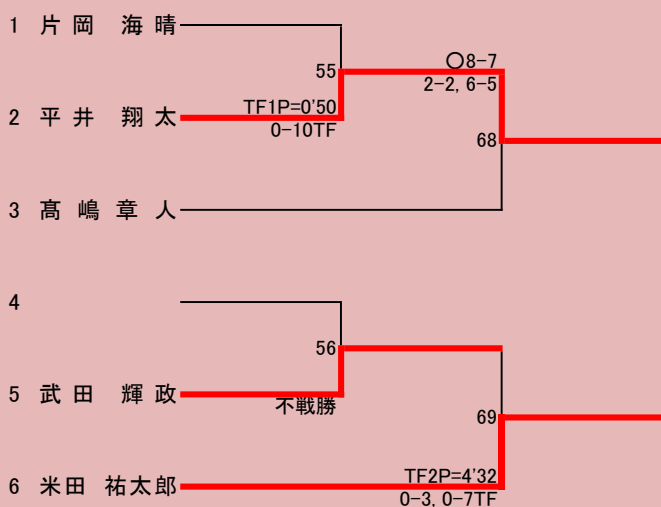 1 片岡 海晴
55
〇8-7
2-2, 6-5
2 平井 翔太
TF1P=0'50
0-10TF
68
3 髙嶋章人
4
56
5 武田 輝政
不戦勝
69
6 米田 祐太郎
TF2P=4'32
0-3, 0-7TF